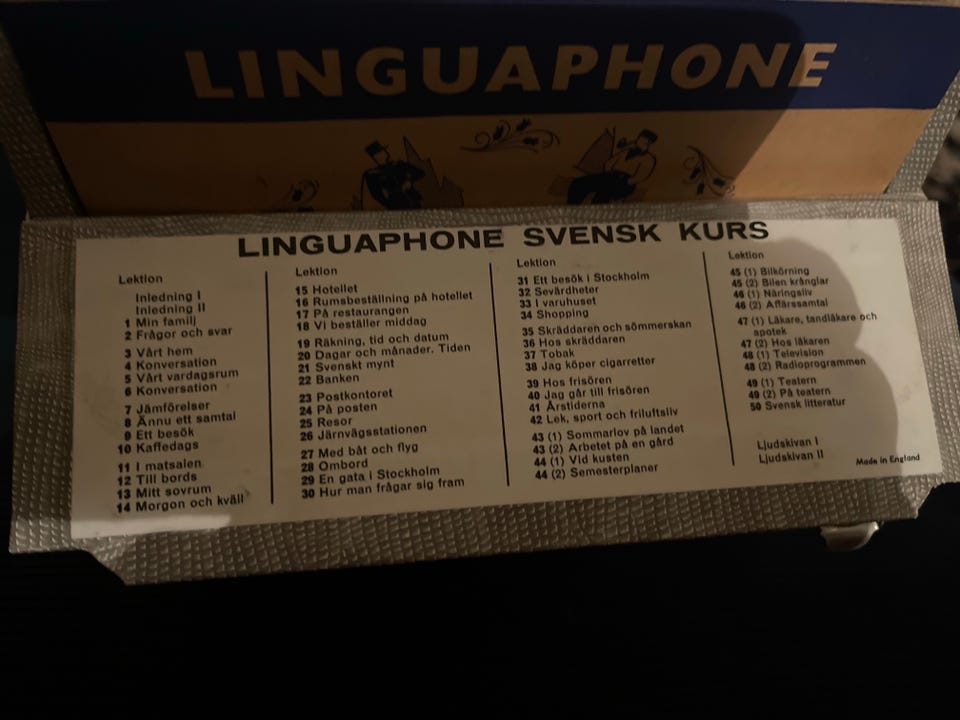 LINGUAPHONE
LINGUAPHONE SVENSK KURS
Lektion
Inledning I
Inledning II
1 Min familj
2 Frågor och svar
3 Vårt hem
4 Konversation
5 Vårt vardagsrum
6 Konversation
7 Jämförelser
8 Ännu ett samtal
9 Ett besök
10 Kaffedags
11 I matsalen
12 Till bords
13 Mitt sovrum
14 Morgon och kväll
Lektion
15 Hotellet
16 Rumsbeställning på hotellet
17 På restaurangen
18 Vi beställer middag
19 Räkning, tid och datum
20 Dagar och månader. Tiden
21 Svenskt mynt
22 Banken
23 Postkontoret
24 På posten
25 Resor
26 Järnvägsstationen
27 Med båt och flyg
28 Ombord
29 En gata i Stockholm
30 Hur man frågar sig fram
Lektion
31 Ett besök i Stockholm
32 Sevärdheter
33 I varuhuset
34 Shopping
35 Skräddaren och sömmerskan
36 Hos skräddaren
37 Tobak
38 Jag köper cigarretter
39 Hos frisören
40 Jag går till frisören
41 Årstiderna
42 Lek, sport och friluftsliv
43 (1) Sommarlov på landet
43 (2) Arbetet på en gård
44 (1) Vid kusten
44 (2) Semesterplaner
Lektion
45 (1) Bilkörning
45 (2) Bilen krånglar
46 (1) Näringsliv
46 (2) Affärssamtal
47 (1) Läkare, tandläkare och
apotek
47 (2) Hos läkaren
48 (1) Television
48 (2) Radioprogrammen
49 (1) Teatern
49 (2) På teatern
50 Svensk litteratur
Ljudskivan I
Ljudskivan II
Made in England